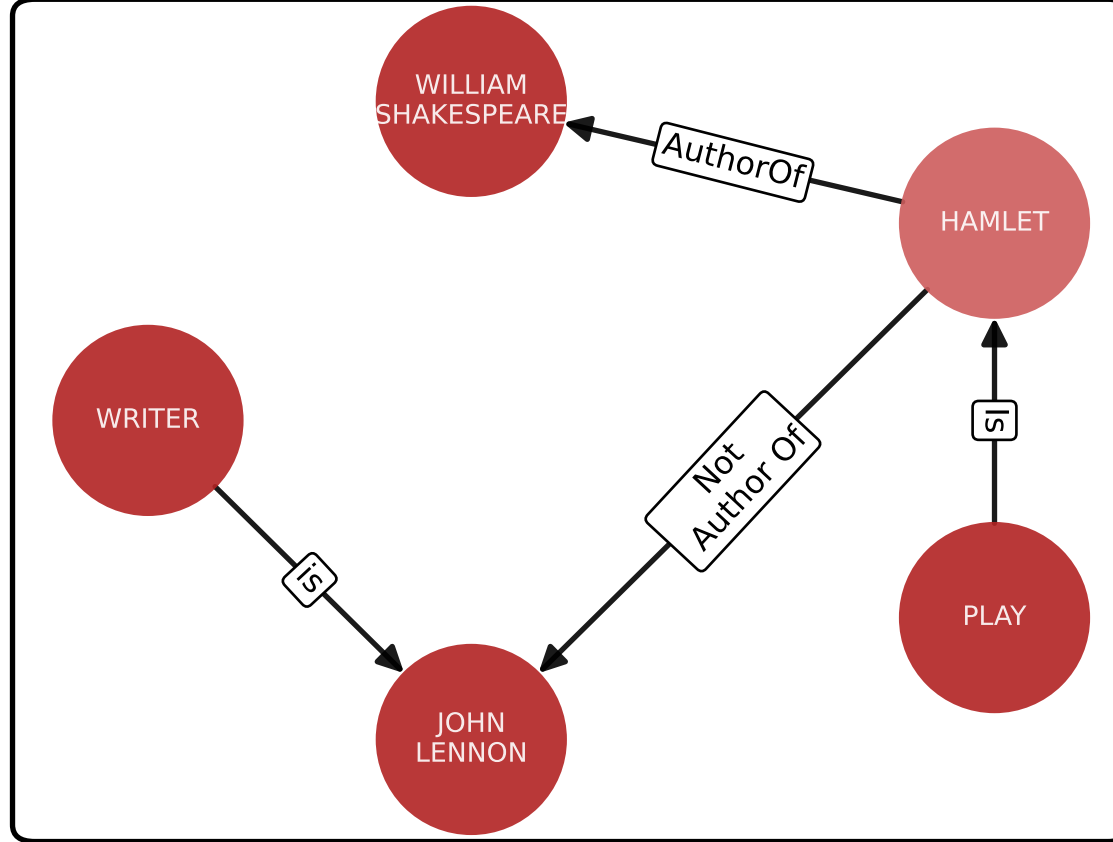 WILLIAM
SHAKESPEARE
AuthorOf
HAMLET
WRITER
Not
Author Of
Is
is
PLAY
JOHN
LENNON